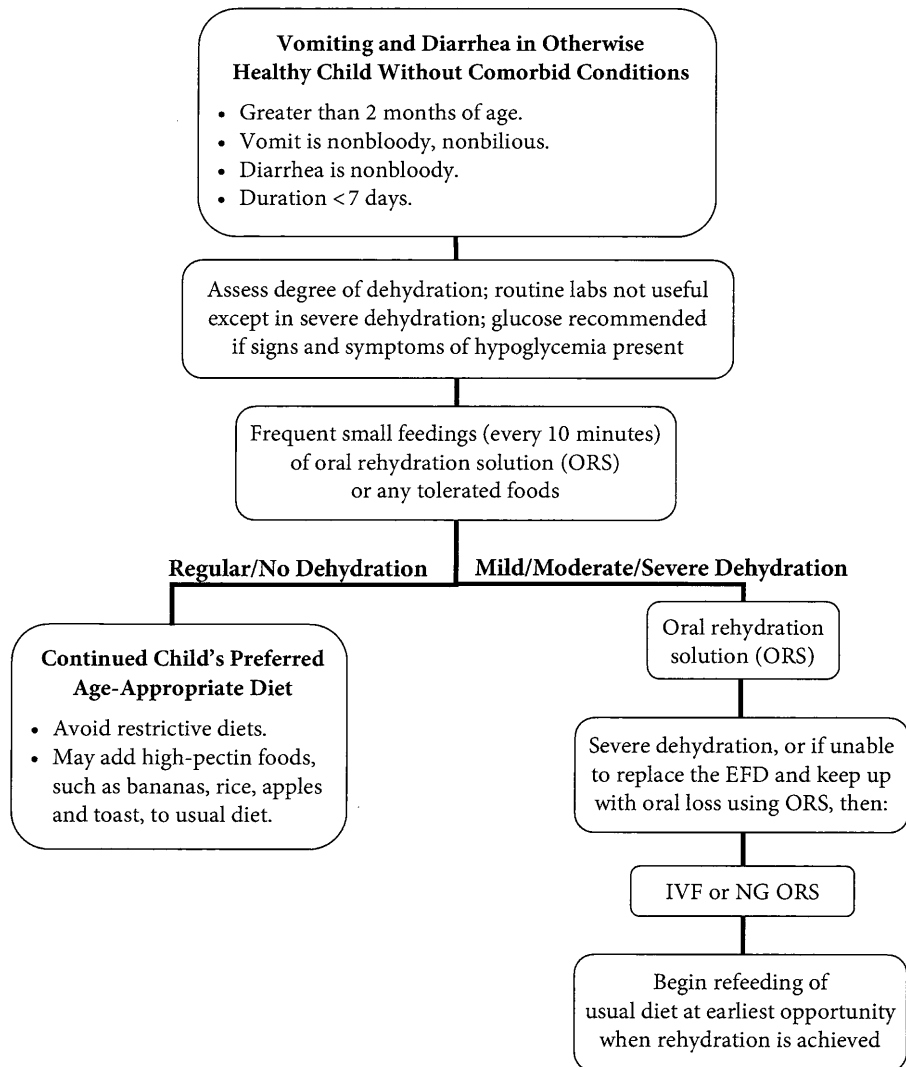 Vomiting and Diarrhea in Otherwise
Healthy Child Without Comorbid Conditions
• Greater than 2 months of age.
• Vomit is nonbloody, nonbilious.
• Diarrhea is nonbloody.
• Duration <7 days.
Assess degree of dehydration; routine labs not useful
except in severe dehydration; glucose recommended
if signs and symptoms of hypoglycemia present
Frequent small feedings (every 10 minutes)
of oral rehydration solution (ORS)
or any tolerated foods
Regular/No Dehydration
Mild/Moderate/Severe Dehydration
Continued Child's Preferred
Age-Appropriate Diet
• Avoid restrictive diets.
• May add high-pectin foods,
such as bananas, rice, apples
and toast, to usual diet.
Oral rehydration
solution (ORS)
Severe dehydration, or if unable
to replace the EFD and keep up
with oral loss using ORS, then:
IVF or NG ORS
Begin refeeding of
usual diet at earliest opportunity
when rehydration is achieved